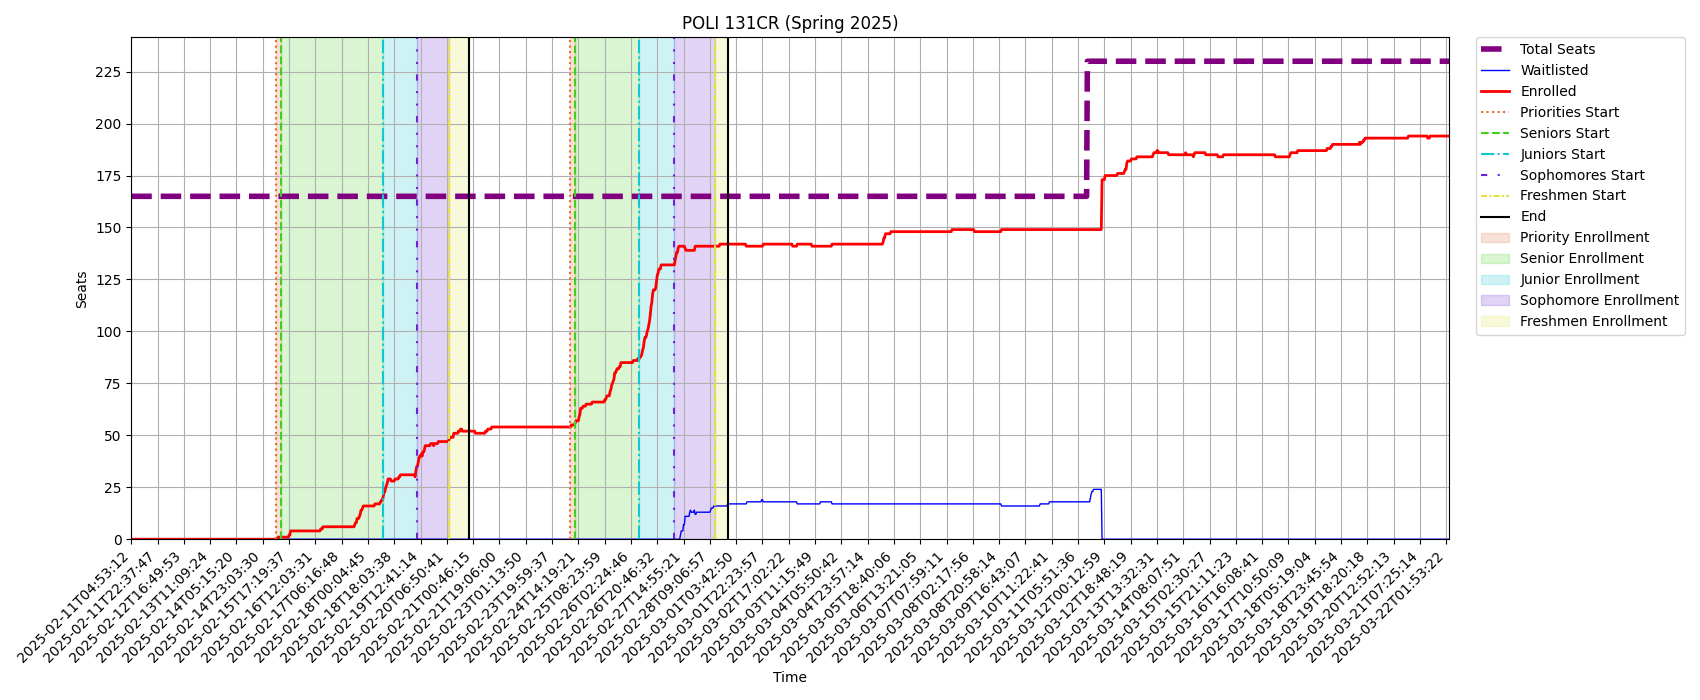 POLI 131CR (Spring 2025)
Seats
225
200
175
150
125
100
75
50
25
0
2025-02-11T04:53:12
2025-02-11T22:37:47
2025-02-12T16:49:53
2025-02-13T11:09:24
2025-02-14T05:15:20
2025-02-14T23:03:30
2025-02-15T17:19:37
2025-02-16T12:03:31
2025-02-17T06:16:48
2025-02-18T00:04:45
2025-02-18T18:03:38
2025-02-19T12:41:14
2025-02-20T06:50:41
2025-02-21T00:46:15
2025-02-21T19:06:00
2025-02-22T01:13:50
2025-02-23T19:59:37
2025-02-24T14:19:21
2025-02-25T08:23:59
2025-02-26T02:24:46
2025-02-26T20:46:32
2025-02-27T14:55:21
2025-02-28T09:06:57
2025-03-01T03:42:50
2025-03-01T22:23:57
2025-03-02T17:02:22
2025-03-03T11:15:49
2025-03-04T05:50:42
2025-03-04T23:57:14
2025-03-05T18:40:06
2025-03-06T13:21:05
2025-03-07T07:59:11
2025-03-08T02:17:56
2025-03-08T20:58:14
2025-03-09T16:43:07
2025-03-10T11:22:41
2025-03-11T05:51:36
2025-03-12T00:12:59
2025-03-12T18:48:19
2025-03-13T13:32:31
2025-03-14T08:07:51
2025-03-15T02:30:27
2025-03-15T21:11:23
2025-03-16T16:08:41
2025-03-17T10:50:09
2025-03-18T05:19:04
2025-03-18T23:45:54
2025-03-19T18:20:18
2025-03-20T12:52:13
2025-03-21T07:25:14
2025-03-22T01:53:22
Time
Total Seats
Waitlisted
Enrolled
Priorities Start
Seniors Start
Juniors Start
Sophomores Start
Freshmen Start
End
Priority Enrollment
Senior Enrollment
Junior Enrollment
Sophomore Enrollment
Freshmen Enrollment